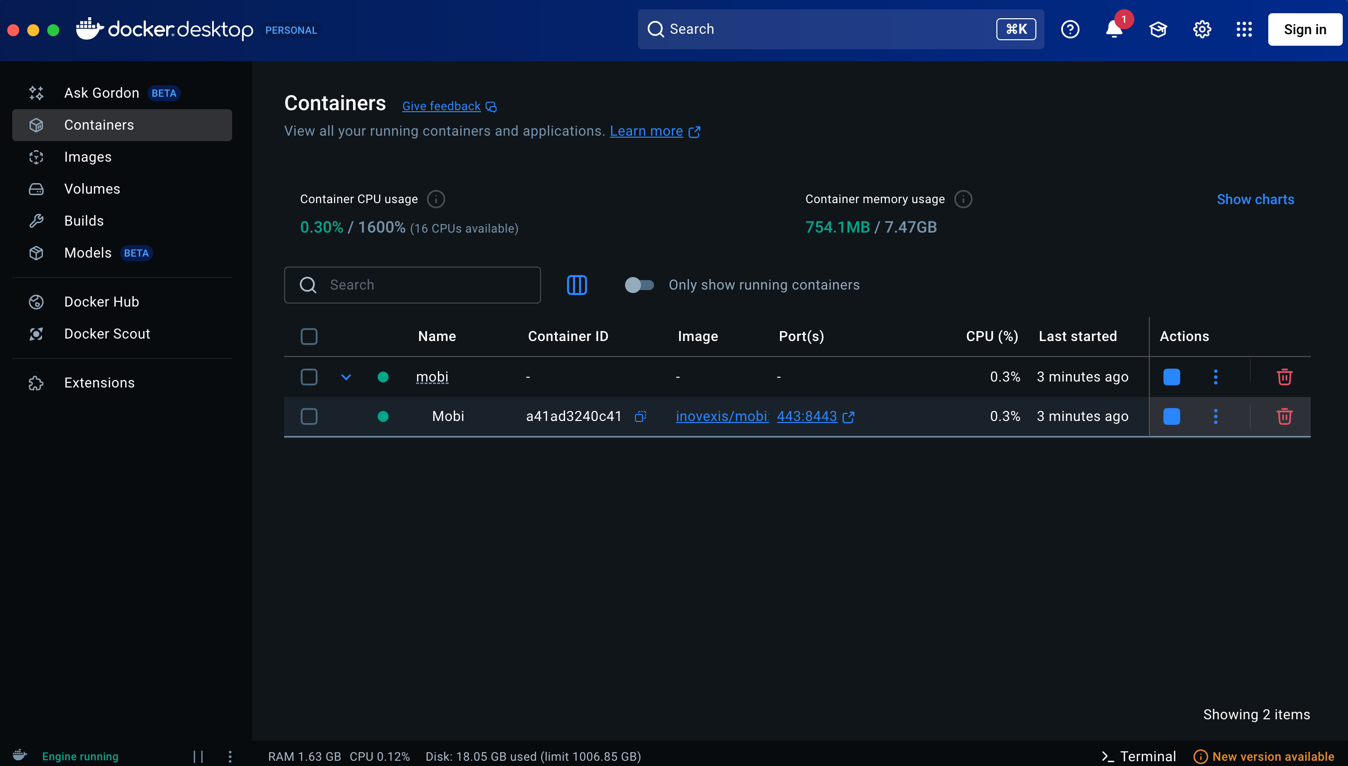 docker.desktop PERSONAL Search ⌘K 1 Sign in
Ask Gordon BETA
Containers
Images
Volumes
Builds
Models BETA
Docker Hub
Docker Scout
Extensions
Containers Give feedback
View all your running containers and applications. Learn more
Container CPU usage
0.30% / 1600% (16 CPUs available)
Container memory usage
754.1MB / 7.47GB
Show charts
Search
Only show running containers
Name Container ID Image Port(s) CPU (%) Last started Actions
mobi - - - 0.3% 3 minutes ago
Mobi a41ad3240c41 inovexis/mobi 443:8443 0.3% 3 minutes ago
Showing 2 items
Engine running RAM 1.63 GB CPU 0.12% Disk: 18.05 GB used (limit 1006.85 GB) >_ Terminal New version available